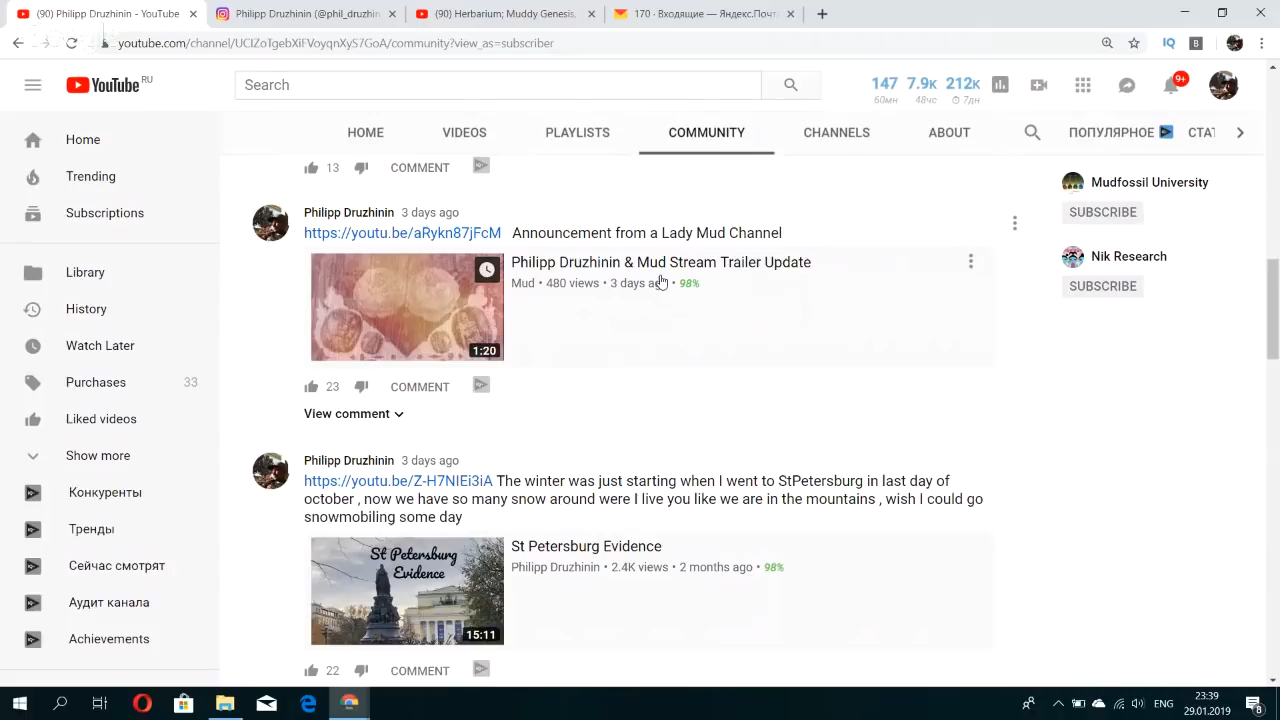 (90) Philipp Druzhinin - YouTube
Philipp Druzhinin (@phil_druzhini
(90) Herbarium; Muddy Genesis,
170 · Входящие — Яндекс.Почта
youtube.com/channel/UClZoTgebXiFVoyqnXyS7GoA/community?view_as=subscriber
YouTube RU
Search
147 7.9K 212K
60мн 48чс 7дн
9+
HOME VIDEOS PLAYLISTS COMMUNITY CHANNELS ABOUT ПОПУЛЯРНОЕ СТАТ
Home
Trending
Subscriptions
Library
History
Watch Later
Purchases 33
Liked videos
Show more
Конкуренты
Тренды
Сейчас смотрят
Аудит канала
Achievements
13 COMMENT
Philipp Druzhinin 3 days ago
https://youtu.be/aRykn87jFcM Announcement from a Lady Mud Channel
Philipp Druzhinin & Mud Stream Trailer Update
Mud • 480 views • 3 days ago • 98%
1:20
23 COMMENT
View comment
Philipp Druzhinin 3 days ago
https://youtu.be/Z-H7NIEi3iA The winter was just starting when I went to StPetersburg in last day of
october , now we have so many snow around were I live you like we are in the mountains , wish I could go
snowmobiling some day
St Petersburg
Evidence
15:11
St Petersburg Evidence
Philipp Druzhinin • 2.4K views • 2 months ago • 98%
22 COMMENT
Mudfossil University
SUBSCRIBE
Nik Research
SUBSCRIBE
ENG
23:39
29.01.2019
8